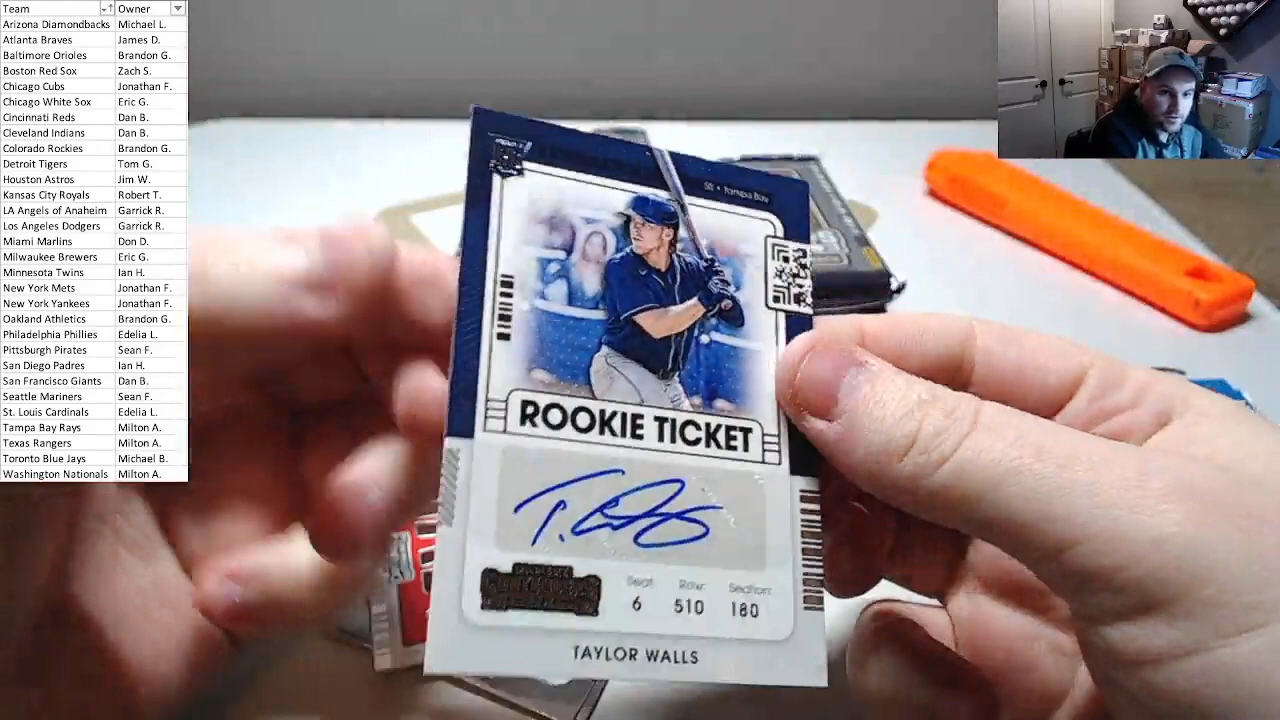 Team Owner
Arizona Diamondbacks Michael L.
Atlanta Braves James D.
Baltimore Orioles Brandon G.
Boston Red Sox Zach S.
Chicago Cubs Jonathan F.
Chicago White Sox Eric G.
Cincinnati Reds Dan B.
Cleveland Indians Dan B.
Colorado Rockies Brandon G.
Detroit Tigers Tom G.
Houston Astros Jim W.
Kansas City Royals Robert T.
LA Angels of Anaheim Garrick R.
Los Angeles Dodgers Garrick R.
Miami Marlins Don D.
Milwaukee Brewers Eric G.
Minnesota Twins Ian H.
New York Mets Jonathan F.
New York Yankees Jonathan F.
Oakland Athletics Brandon G.
Philadelphia Phillies Edelia L.
Pittsburgh Pirates Sean F.
San Diego Padres Ian H.
San Francisco Giants Dan B.
Seattle Mariners Sean F.
St. Louis Cardinals Edelia L.
Tampa Bay Rays Milton A.
Texas Rangers Milton A.
Toronto Blue Jays Michael B.
Washington Nationals Milton A.
SS • Tampa Bay
ROOKIE TICKET
Seat Row: Section:
6 510 180
TAYLOR WALLS